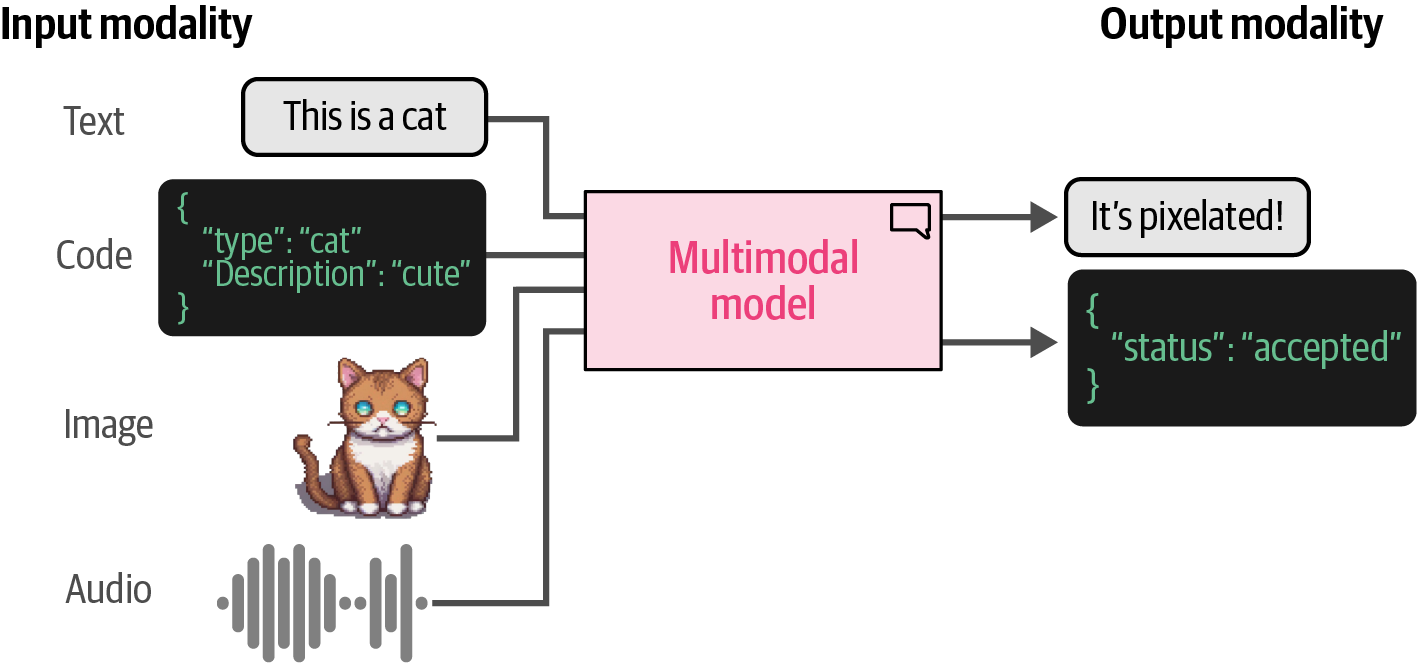 Input modality
Output modality
Text
This is a cat
Code
{
“type”: “cat”
“Description”: “cute”
}
Image
Audio
Multimodal
model
It’s pixelated!
{
“status”: “accepted”
}